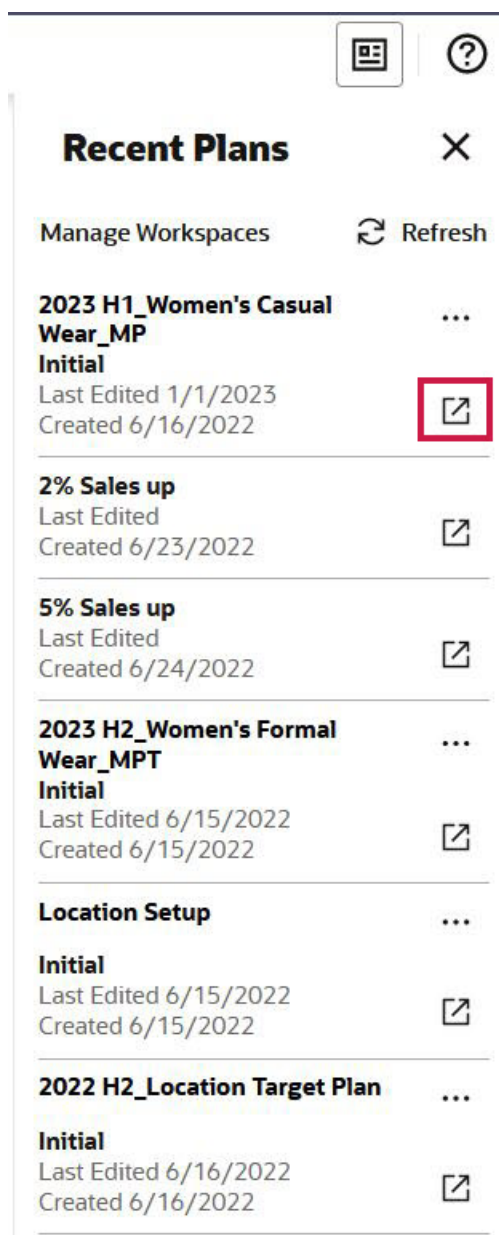 Recent Plans
Manage Workspaces Refresh
2023 H1_Women's Casual
Wear_MP
Initial
Last Edited 1/1/2023
Created 6/16/2022
2% Sales up
Last Edited
Created 6/23/2022
5% Sales up
Last Edited
Created 6/24/2022
2023 H2_Women's Formal
Wear_MPT
Initial
Last Edited 6/15/2022
Created 6/15/2022
Location Setup
Initial
Last Edited 6/15/2022
Created 6/15/2022
2022 H2_Location Target Plan
Initial
Last Edited 6/16/2022
Created 6/16/2022